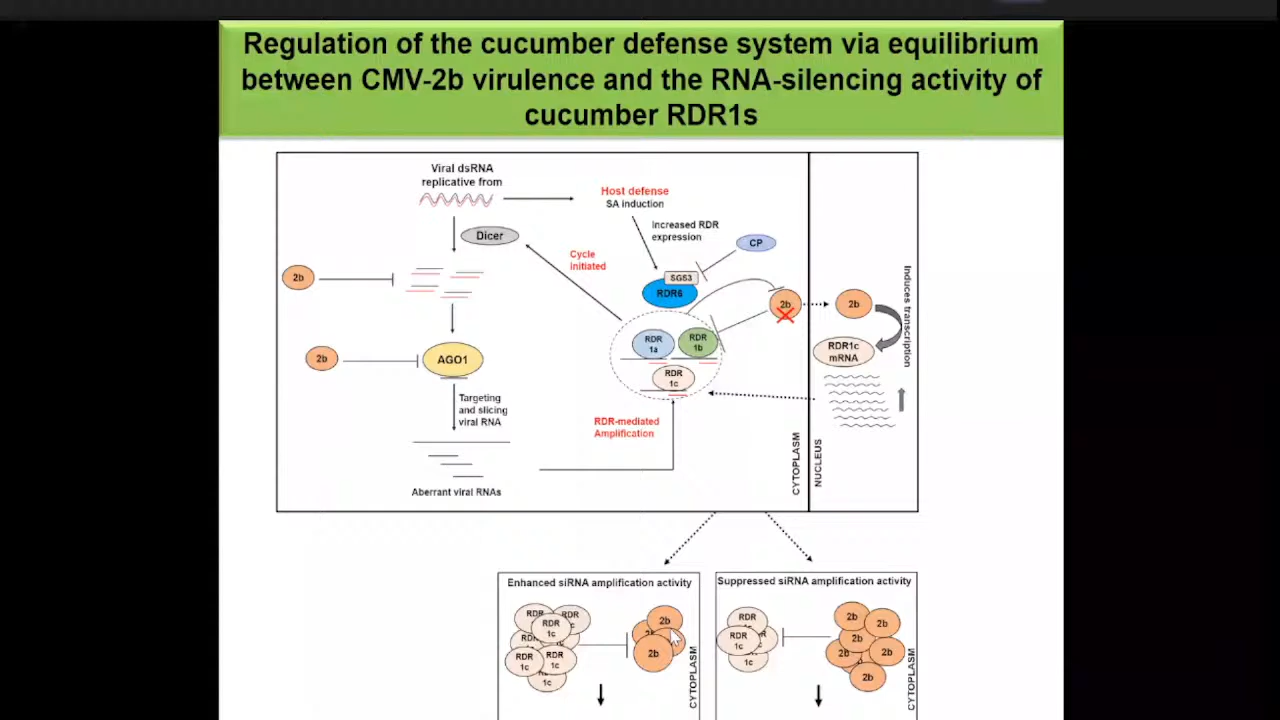 Regulation of the cucumber defense system via equilibrium
between CMV-2b virulence and the RNA-silencing activity of
cucumber RDR1s
Viral dsRNA
replicative from
Host defense
SA induction
Dicer
Increased RDR
expression
CP
Cycle
initiated
SGS3
RDR6
2b
2b
2b
Induces transcription
RDR
1a
RDR
1b
RDR1c
mRNA
2b
AGO1
RDR
1c
Targeting
and slicing
viral RNA
RDR-mediated
Amplification
CYTOPLASM
NUCLEUS
Aberrant viral RNAs
Enhanced siRNA amplification activity
RDR
RDR
RDR
1c
RDR
1c
RDR
1c
1c
2b
2b
2b
CYTOPLASM
Suppressed siRNA amplification activity
RDR
RDR
1c
1c
2b
2b
2b
2b
2b
2b
CYTOPLASM